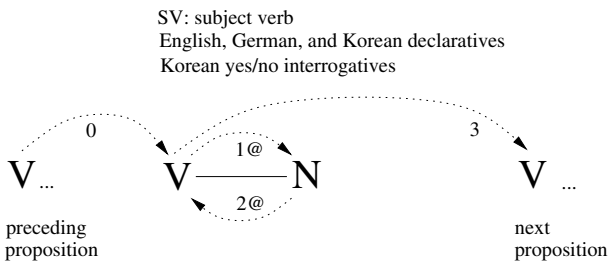 SV: subject verb
English, German, and Korean declaratives
Korean yes/no interrogatives
0
3
1@
V ...
V
N
V ...
2@
preceding
proposition
next
proposition